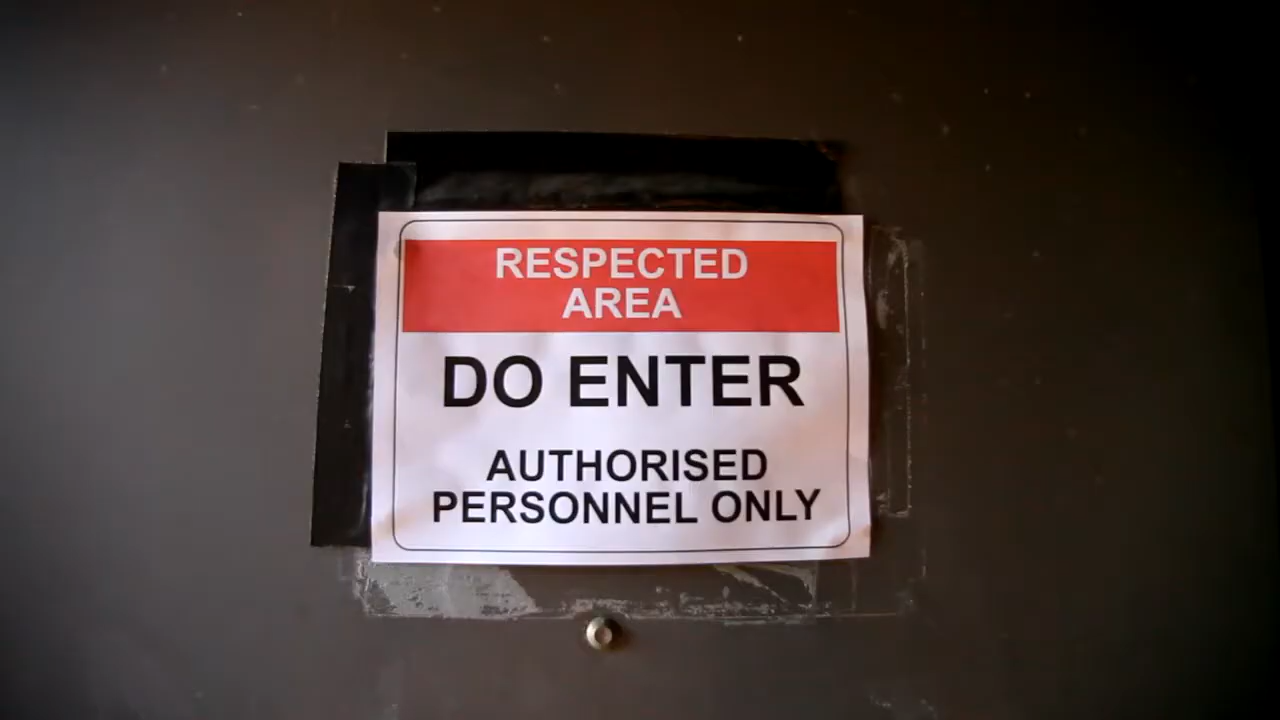 RESPECTED
AREA
DO ENTER
AUTHORISED
PERSONNEL ONLY